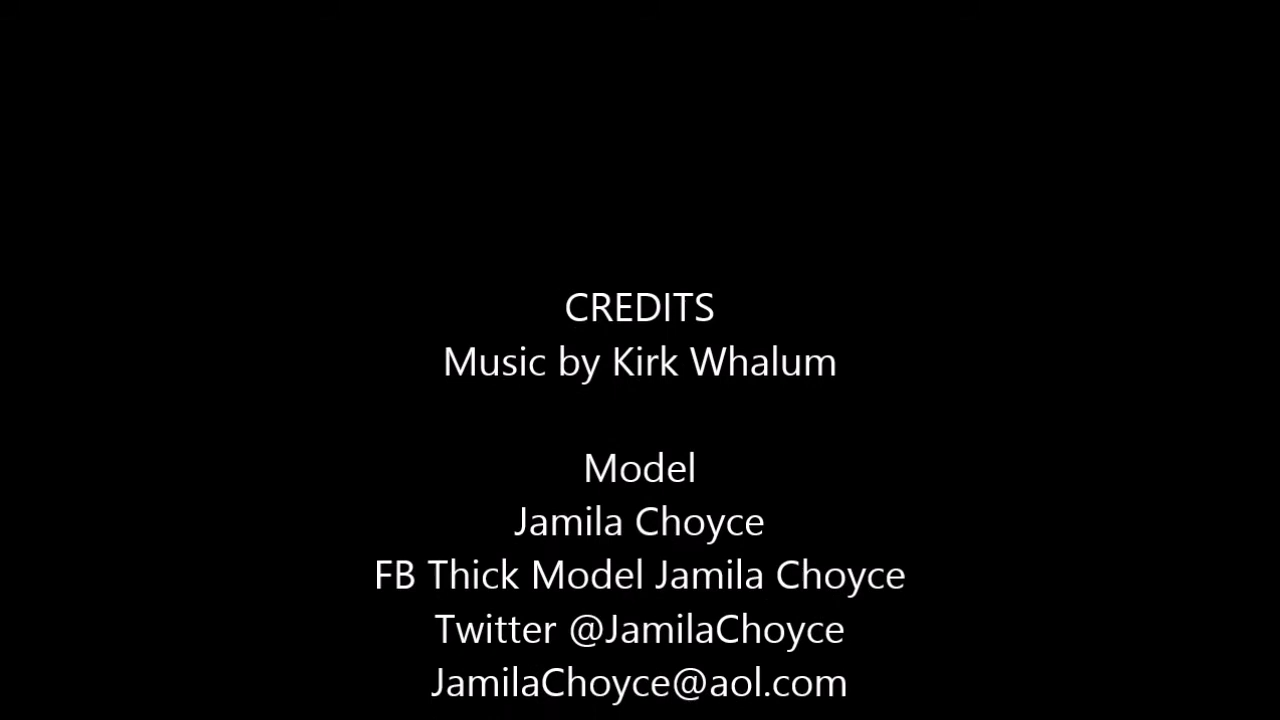 CREDITS
Music by Kirk Whalum
Model
Jamila Choyce
FB Thick Model Jamila Choyce
Twitter @JamilaChoyce
JamilaChoyce@aol.com